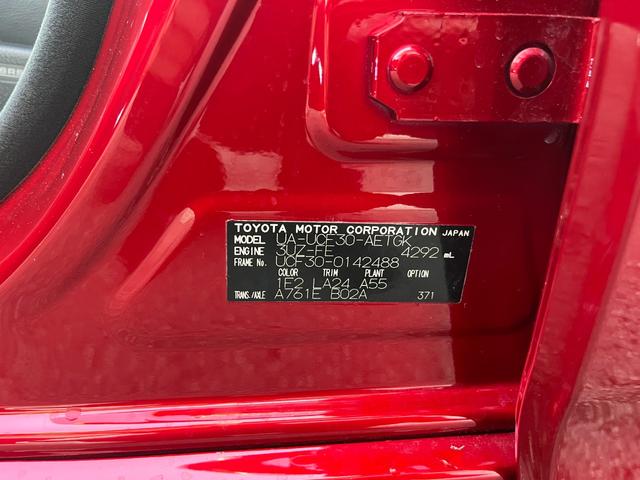 TOYOTA MOTOR CORPORATION JAPAN
MODEL UA-UCF30-AETGK
ENGINE 3UZ-FE 4292 mL
FRAME No. UCF30-0142488
COLOR TRIM PLANT OPTION
1E2 LA24 A55
TRANS./AXLE A761E B02A 371